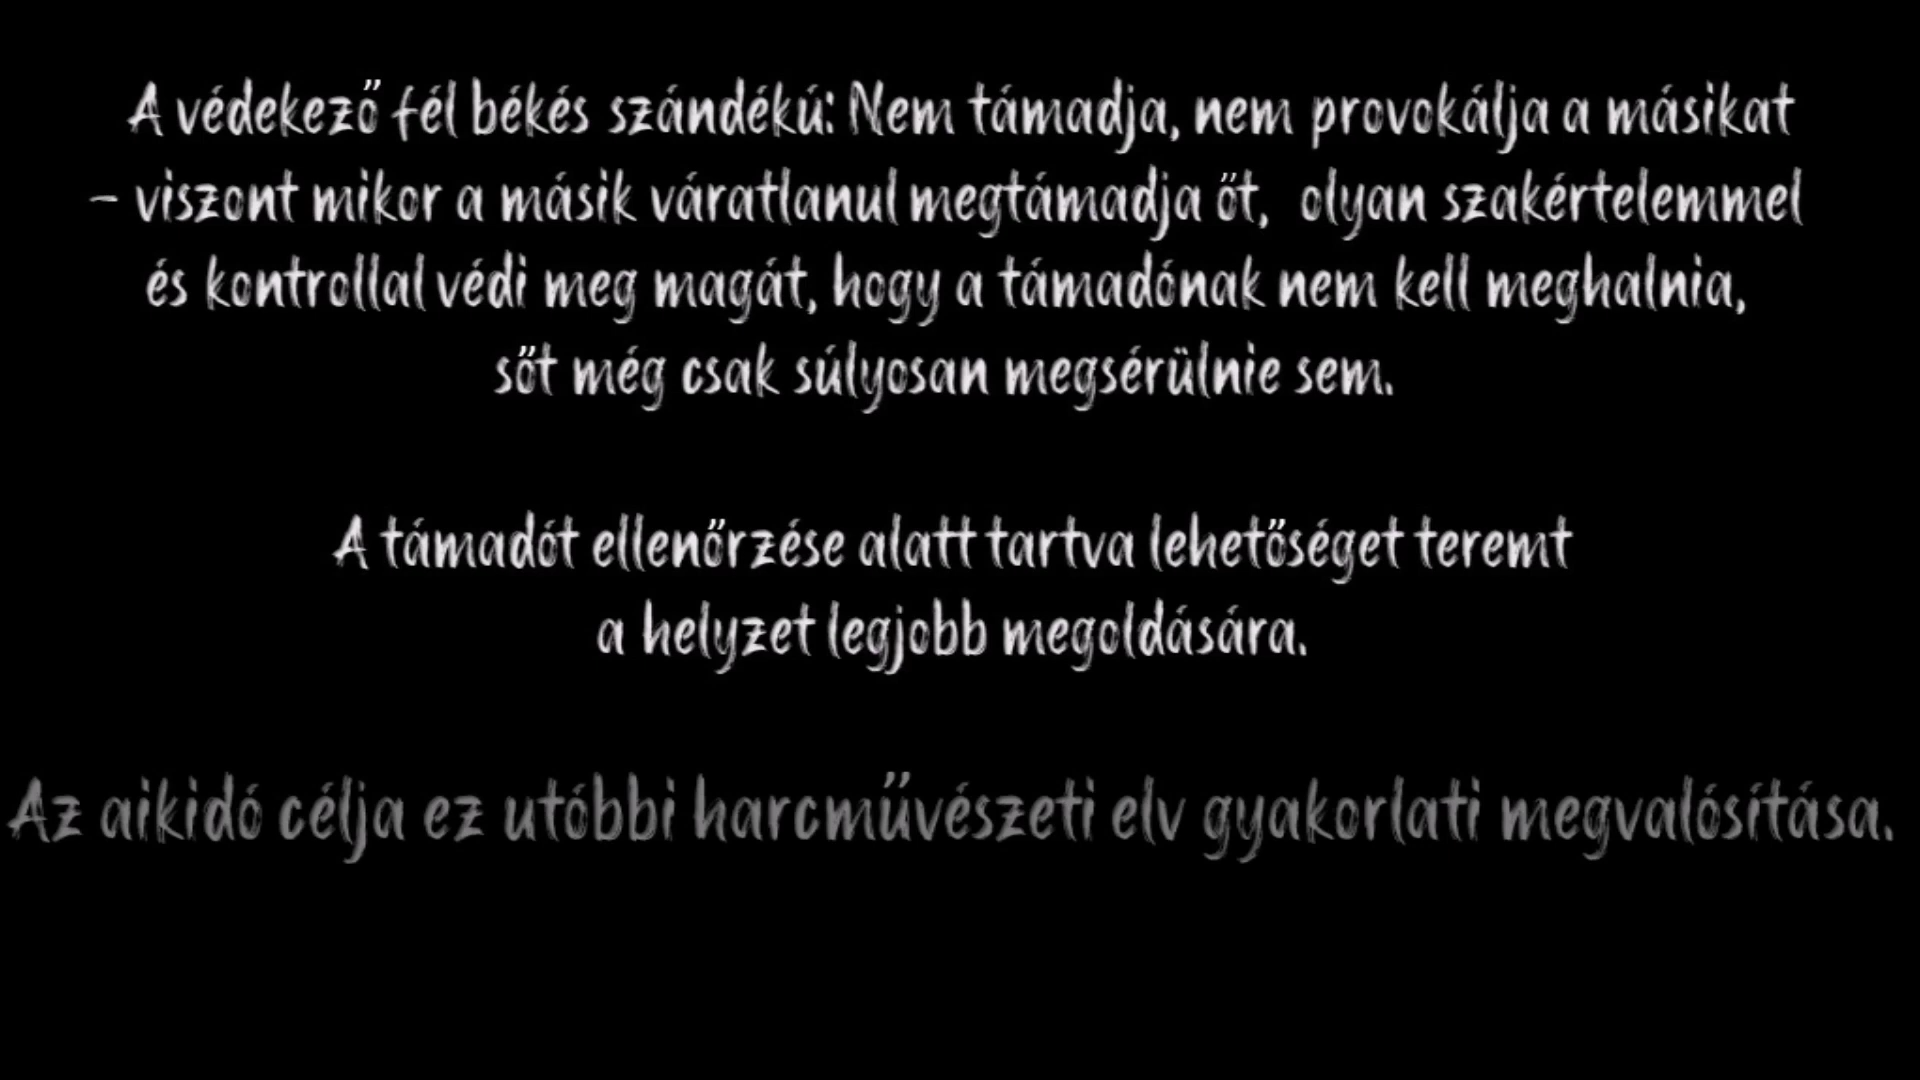 A védekező fél békés szándékú: Nem támadja, nem provokálja a másikat
- viszont mikor a másik váratlanul megtámadja őt, olyan szakértelemmel
és kontrollal védi meg magát, hogy a támadónak nem kell meghalnia,
sőt még csak súlyosan megsérülnie sem.
A támadót ellenőrzése alatt tartva lehetőséget teremt
a helyzet legjobb megoldására.
Az aikidó célja ez utóbbi harcművészeti elv gyakorlati megvalósítása.